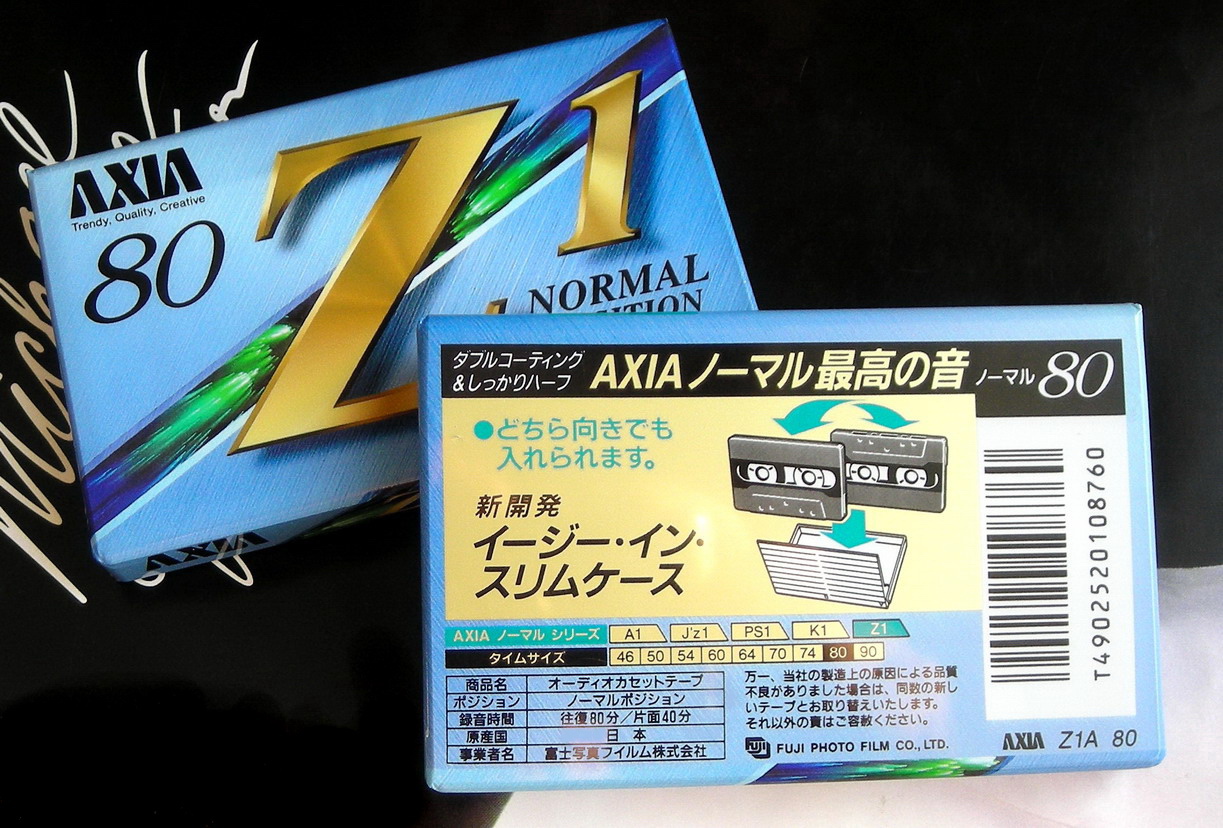 Michael
AXIA
Trendy, Quality, Creative
80
Z1
NORMAL
AXIA
ダブルコーティング
&しっかりハーフ
AXIAノーマル最高の音
ノーマル80
●どちら向きでも
入れられます。
新開発
イージー・イン・
スリムケース
T4902520108760
AXIA ノーマル シリーズ A1 J'z1 PS1 K1 Z1
タイムサイズ 46 50 54 60 64 70 74 80 90
商品名 オーディオカセットテープ
ポジション ノーマルポジション
録音時間 往復80分/片面40分
原産国 日本
事業者名 富士写真フイルム株式会社
万一、当社の製造上の原因による品質
不良がありました場合は、同数の新し
いテープとお取り替えいたします。
それ以外の責はご容赦ください。
FUJI FUJI PHOTO FILM CO., LTD.
AXIA Z1A 80